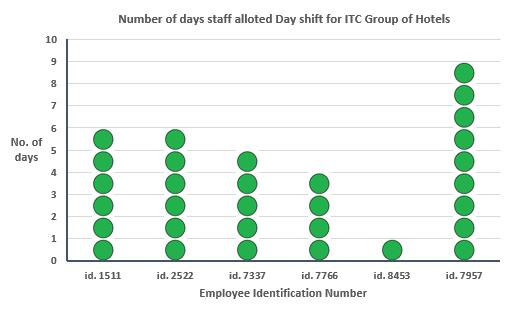 Number of days staff alloted Day shift for ITC Group of Hotels
10
9
8
7
6
5
4
3
2
1
0
No. of
days
id. 1511 id. 2522 id. 7337 id. 7766 id. 8453 id. 7957
Employee Identification Number